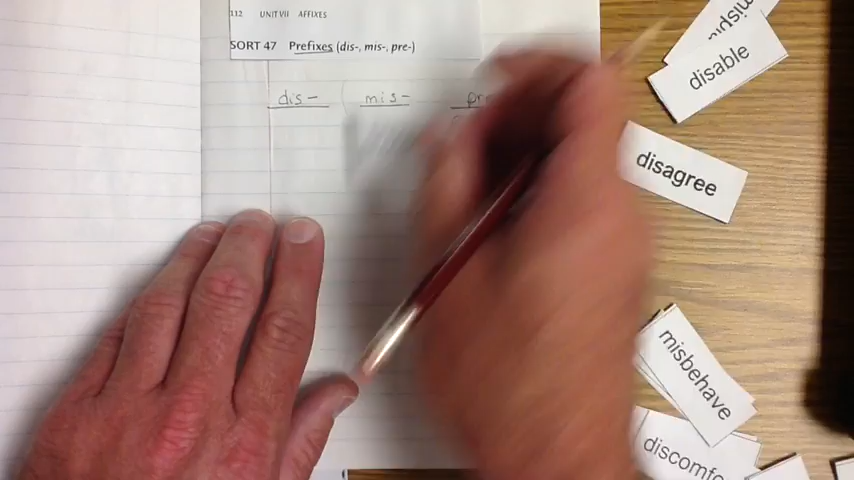 112 UNIT VII AFFIXES
SORT 47 Prefixes (dis-, mis-, pre-)
dis- mis-
disable
disagree
misbehave